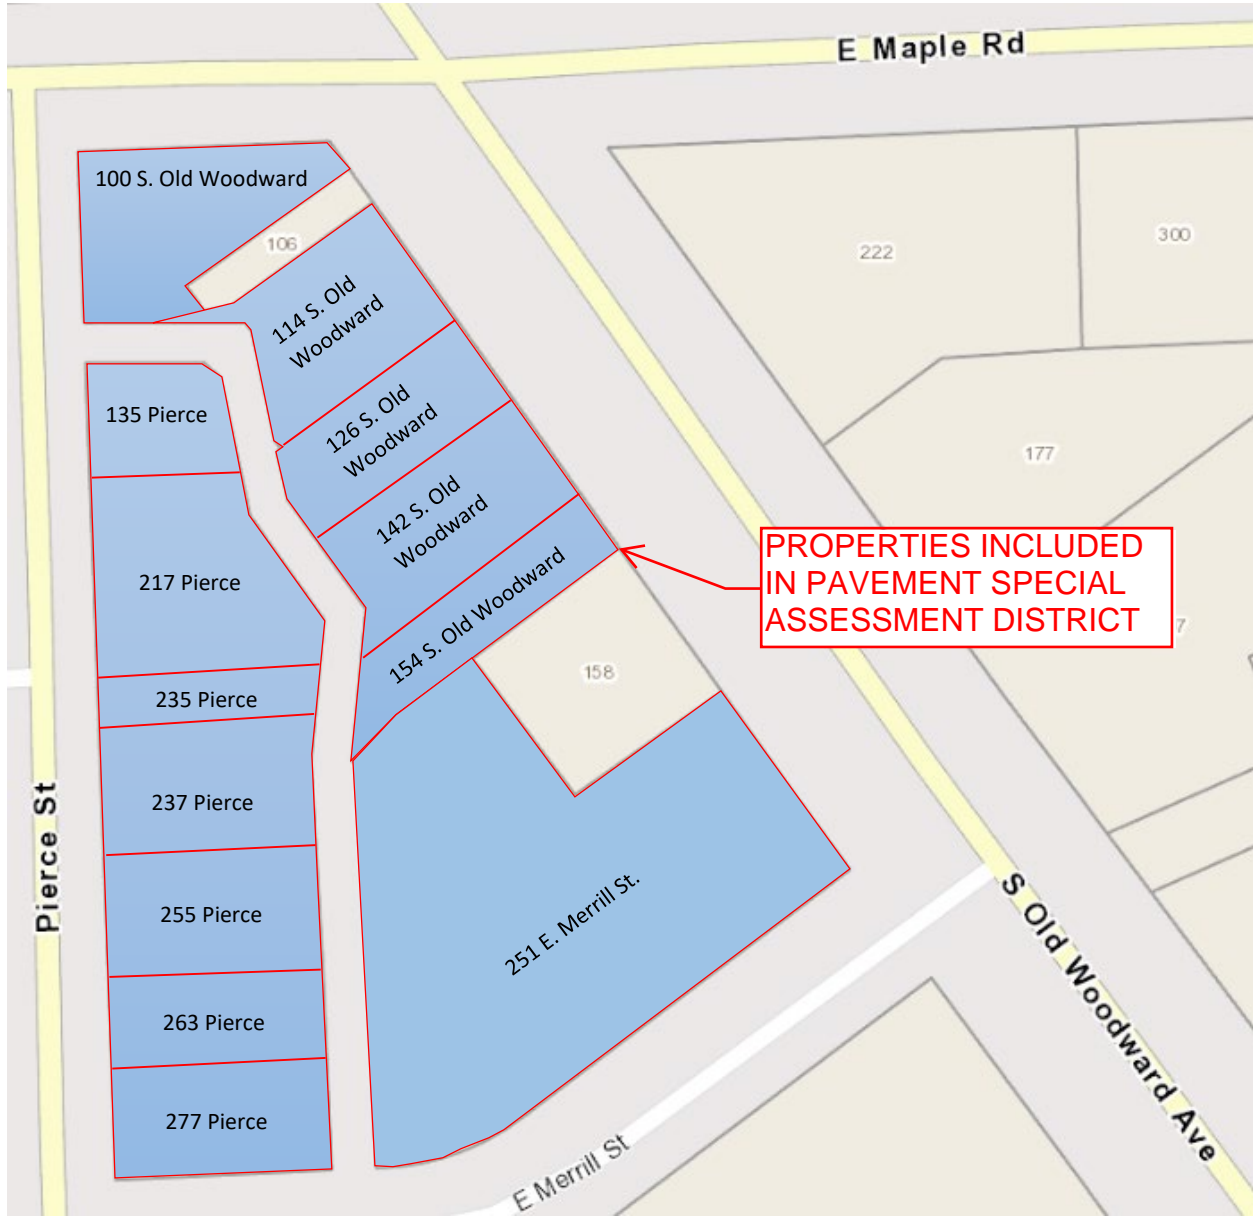 E Maple Rd
100 S. Old Woodward
106
222
300
114 S. Old
Woodward
135 Pierce
126 S. Old
Woodward
177
142 S. Old
Woodward
PROPERTIES INCLUDED
IN PAVEMENT SPECIAL
ASSESSMENT DISTRICT
7
217 Pierce
154 S. Old Woodward
158
235 Pierce
237 Pierce
Pierce St
255 Pierce
251 E. Merrill St.
S Old Woodward Ave
263 Pierce
277 Pierce
E Merrill St